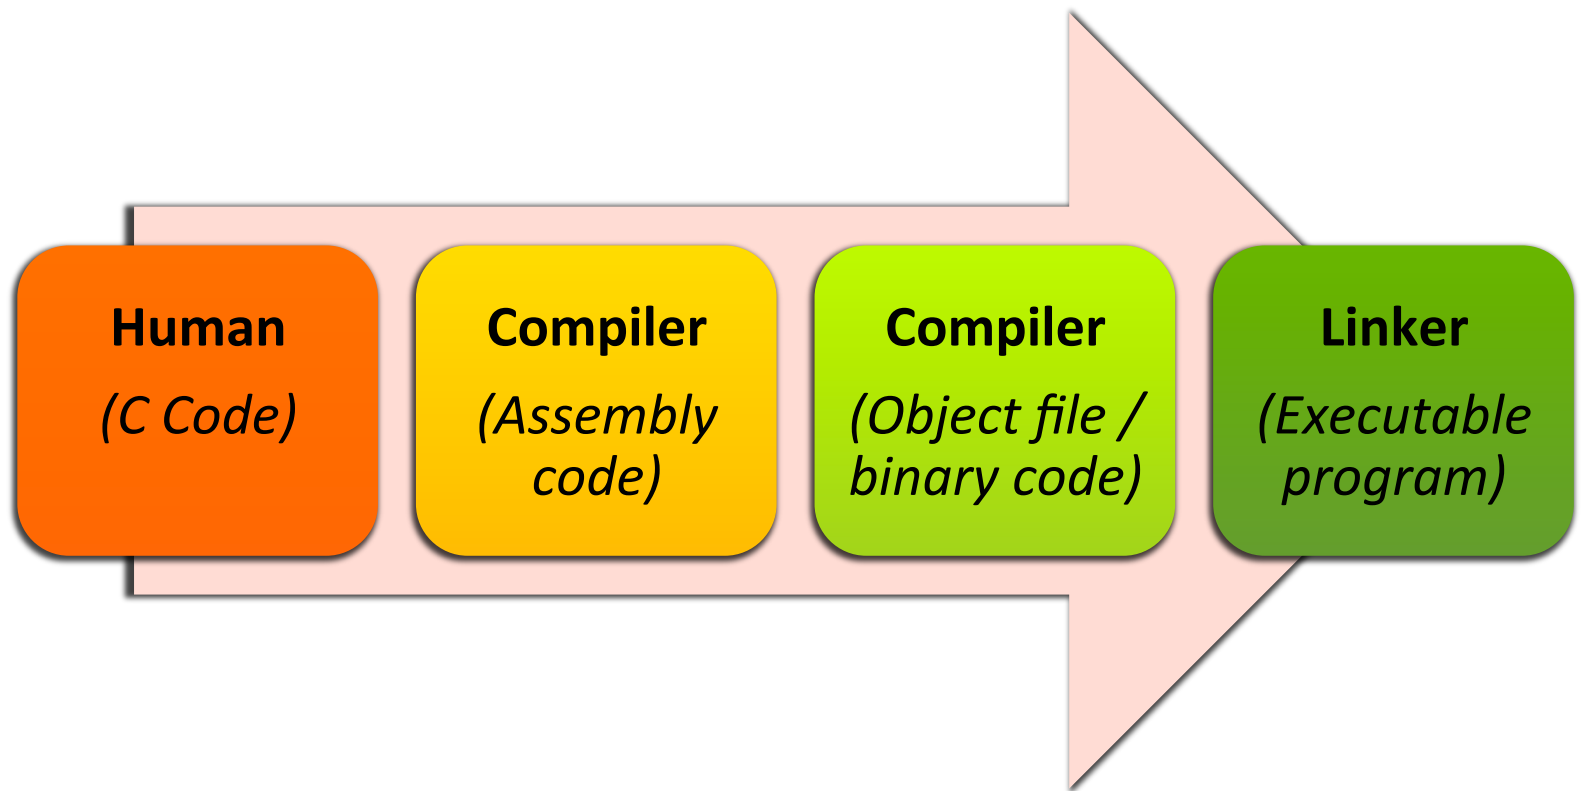 Human
(C Code)
Compiler
(Assembly
code)
Compiler
(Object file /
binary code)
Linker
(Executable
program)